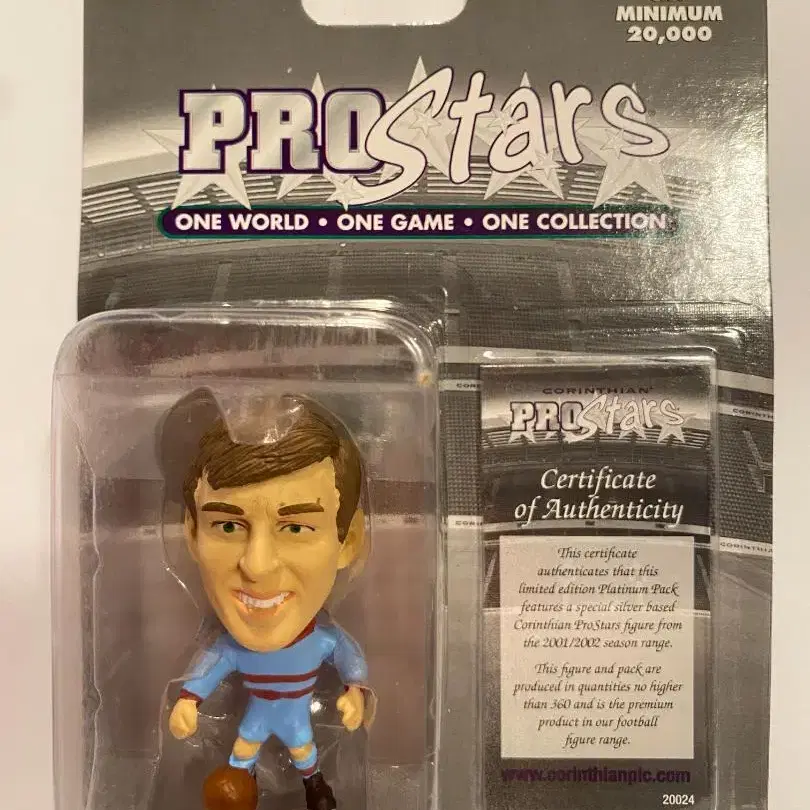 MINIMUM
20,000
PROStars
ONE WORLD • ONE GAME • ONE COLLECTION
CORINTHIAN
PROStars
Certificate
of Authenticity
This certificate
authenticates that this
limited edition Platinum Pack
features a special silver based
Corinthian ProStars figure from
the 2001/2002 season range.
This figure and pack are
produced in quantities no higher
than 360 and is the premium
product in our football
figure range.
www.corinthianplc.com
20024